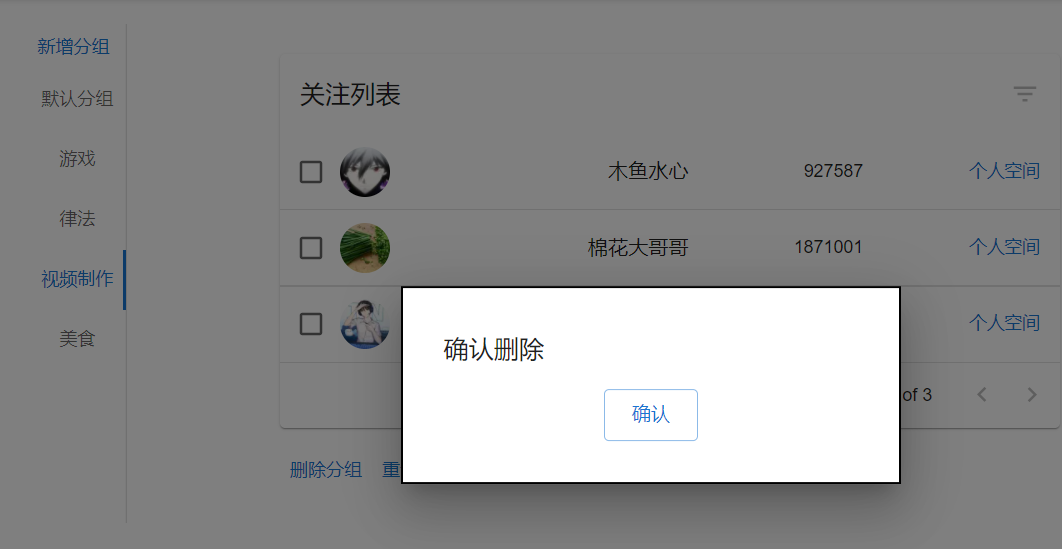 新增分组
默认分组
游戏
律法
视频制作
美食
关注列表
木鱼水心 927587 个人空间
棉花大哥哥 1871001 个人空间
个人空间
of 3
删除分组 重
确认删除
确认